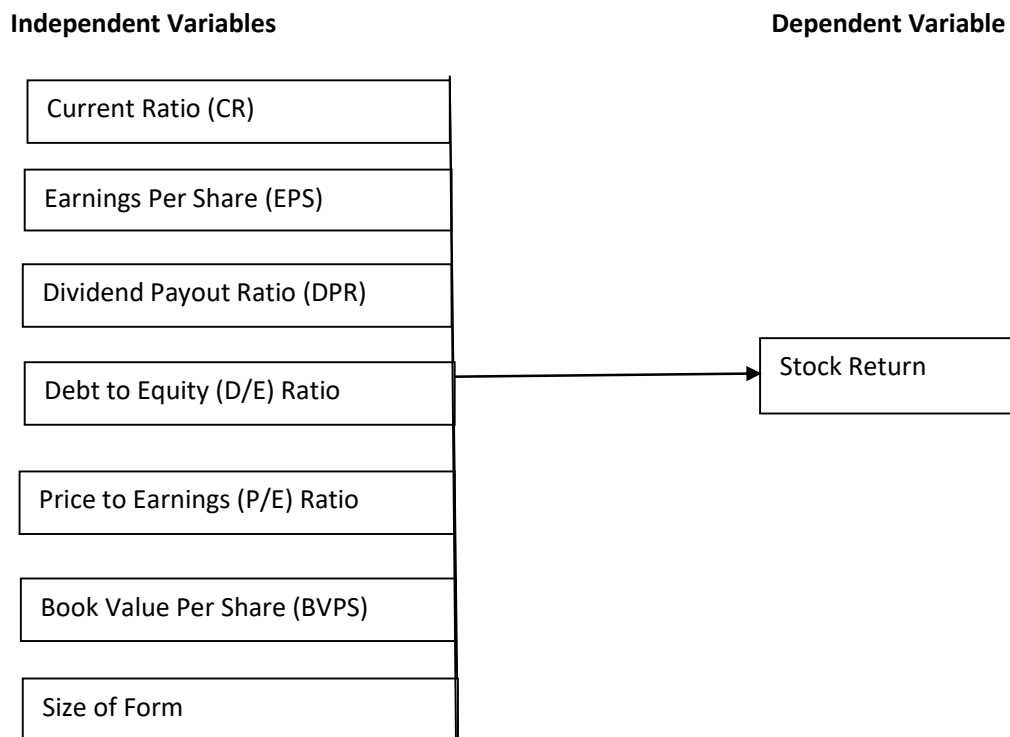 Independent Variables
Dependent Variable
Current Ratio (CR)
Earnings Per Share (EPS)
Dividend Payout Ratio (DPR)
Debt to Equity (D/E) Ratio
Stock Return
Price to Earnings (P/E) Ratio
Book Value Per Share (BVPS)
Size of Form